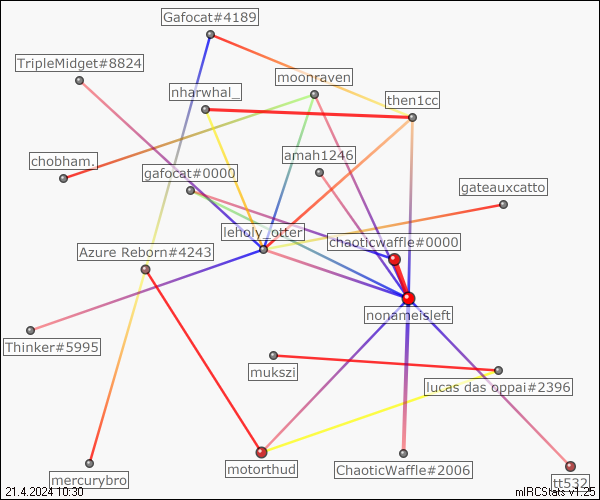 Gafocat#4189
TripleMidget#8824
moonraven
nharwhal_
then1cc
amah1246
chobham.
gafocat#0000
gateauxcatto
leholy_otter
chaoticwaffle#0000
Azure Reborn#4243
nonameisleft
Thinker#5995
mukszi
lucas das oppai#2396
motorthud
ChaoticWaffle#2006
mercurybro
tt532
21.4.2024 10:30
mIRCStats v1.25